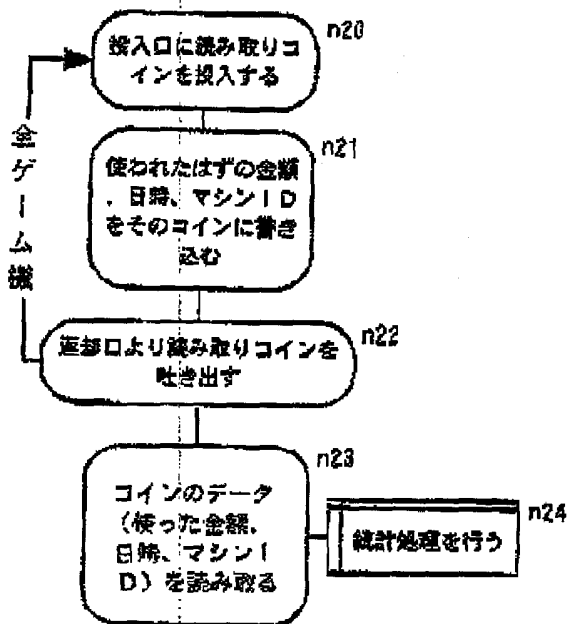 投入口に読み取りコ
インを投入する
n20
全ゲーム機
使われたはずの金額
、日時、マシンID
をそのコインに書き
込む
n21
返却口より読み取りコインを
吐き出す
n22
コインのデータ
（使った金額、
日時、マシンI
D）を読み取る
n23
統計処理を行う
n24